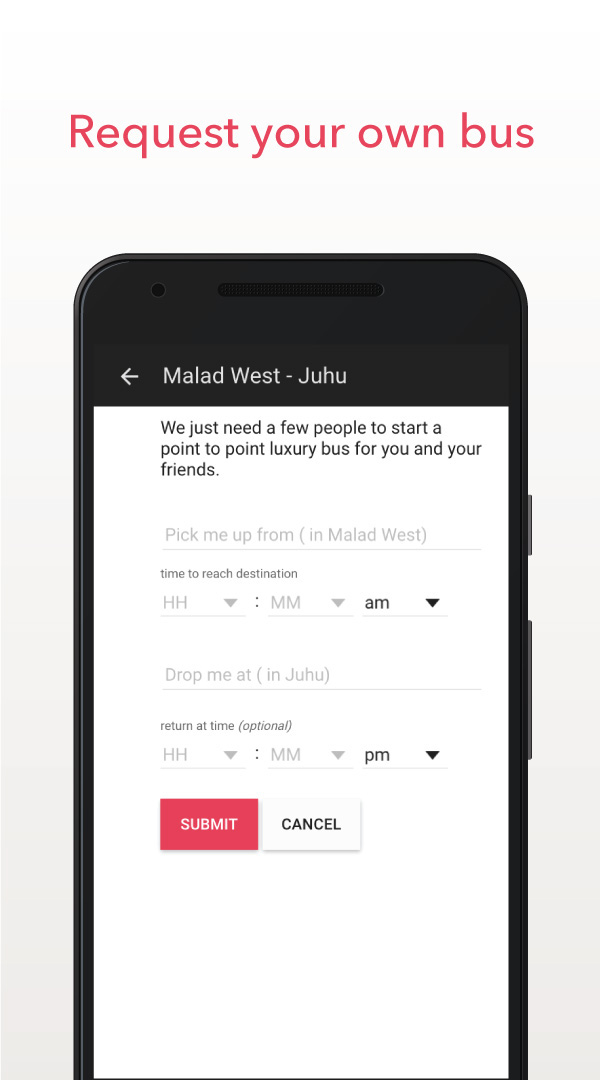 Request your own bus
Malad West - Juhu
We just need a few people to start a
point to point luxury bus for you and your
friends.
Pick me up from ( in Malad West)
time to reach destination
HH : MM am
Drop me at ( in Juhu)
return at time (optional)
HH : MM pm
SUBMIT CANCEL